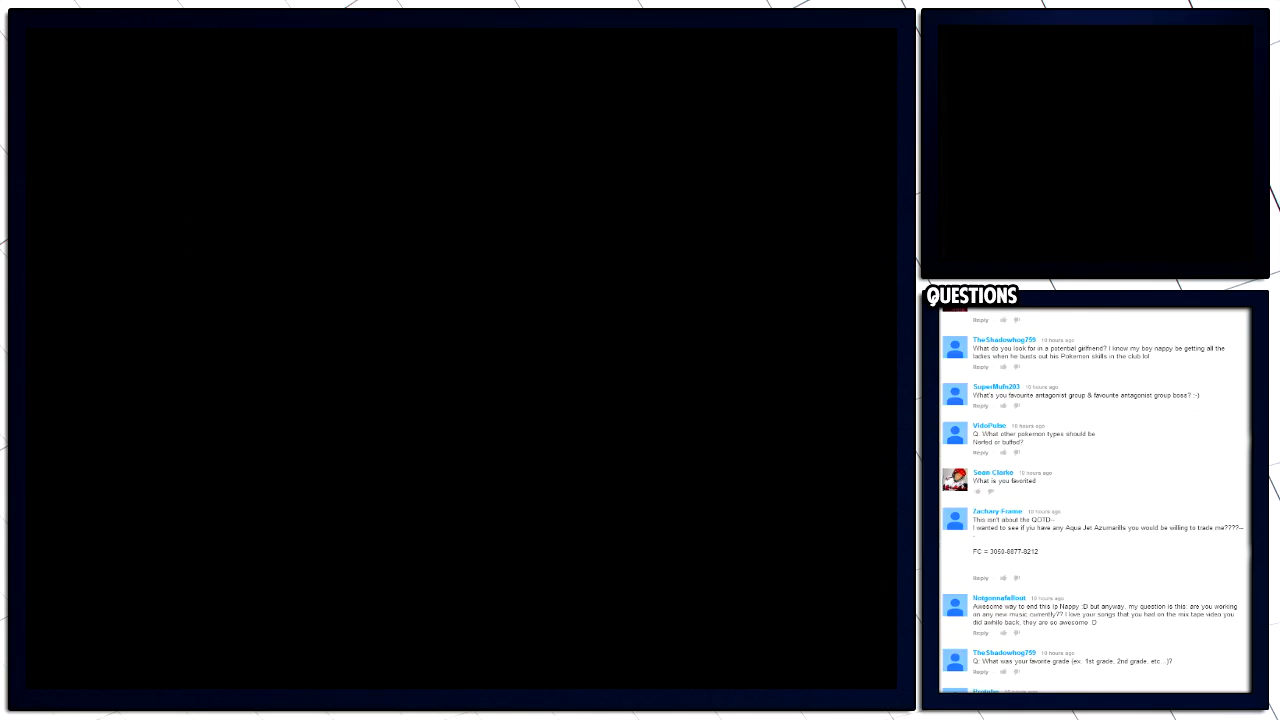 QUESTIONS
Reply
TheShadowhog759 10 hours ago
What do you look for in a potential girlfriend? I know my boy nappy be getting all the
ladies when he busts out his Pokemon skills in the club lol
Reply
SuperMufn203 10 hours ago
What's you favourite antagonist group & favourite antagonist group boss? :-)
Reply
VidoPulse 10 hours ago
Q: What other pokemon types should be
Nerfed or buffed?
Reply
Sean Clarke 10 hours ago
What is you favorited
Zachary Frame 10 hours ago
This isn't about the QOTD--
I wanted to see if yiu have any Aqua Jet Azumarills you would be willing to trade me????--
-
FC = 3050-8877-8212
Reply
Notgonnafallout 10 hours ago
Awesome way to end this lp Nappy :D but anyway, my question is this: are you working
on any new music currently?? I love your songs that you had on the mix tape video you
did awhile back, they are so awesome :D
Reply
TheShadowhog759 10 hours ago
Q: What was your favorite grade (ex. 1st grade, 2nd grade, etc...)?
Reply